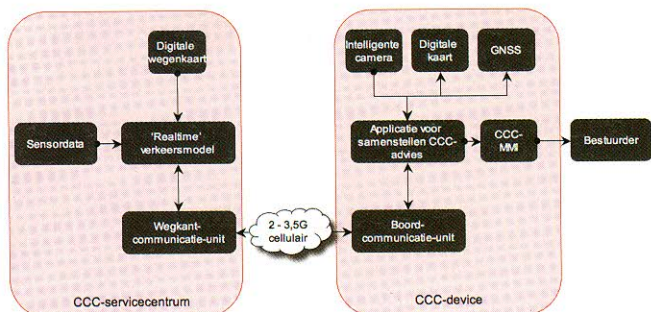 Digitale
wegenkaart
Sensordata
'Realtime'
verkeersmodel
Wegkant-
communicatie-unit
CCC-servicecentrum
2 - 3,5G
cellulair
Intelligente
camera
Digitale
kaart
GNSS
Applicatie voor
samenstellen CCC-
advies
CCC-
MMI
Bestuurder
Boord-
communicatie-unit
CCC-device